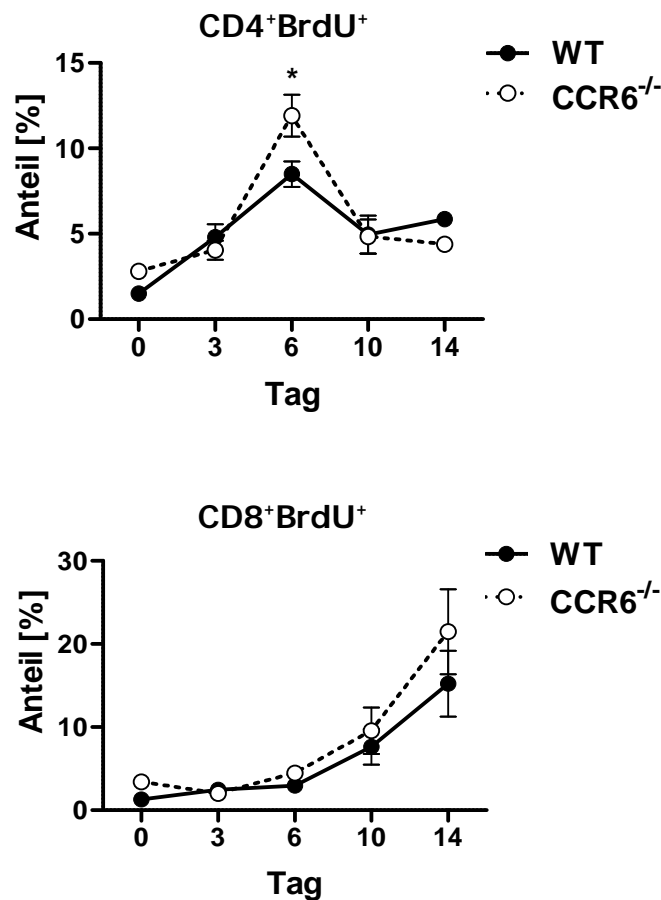 CD4⁺BrdU⁺
WT
CCR6⁻/⁻
*
15
10
5
0
Anteil [%]
0 3 6 10 14
Tag
CD8⁺BrdU⁺
WT
CCR6⁻/⁻
30
20
10
0
Anteil [%]
0 3 6 10 14
Tag